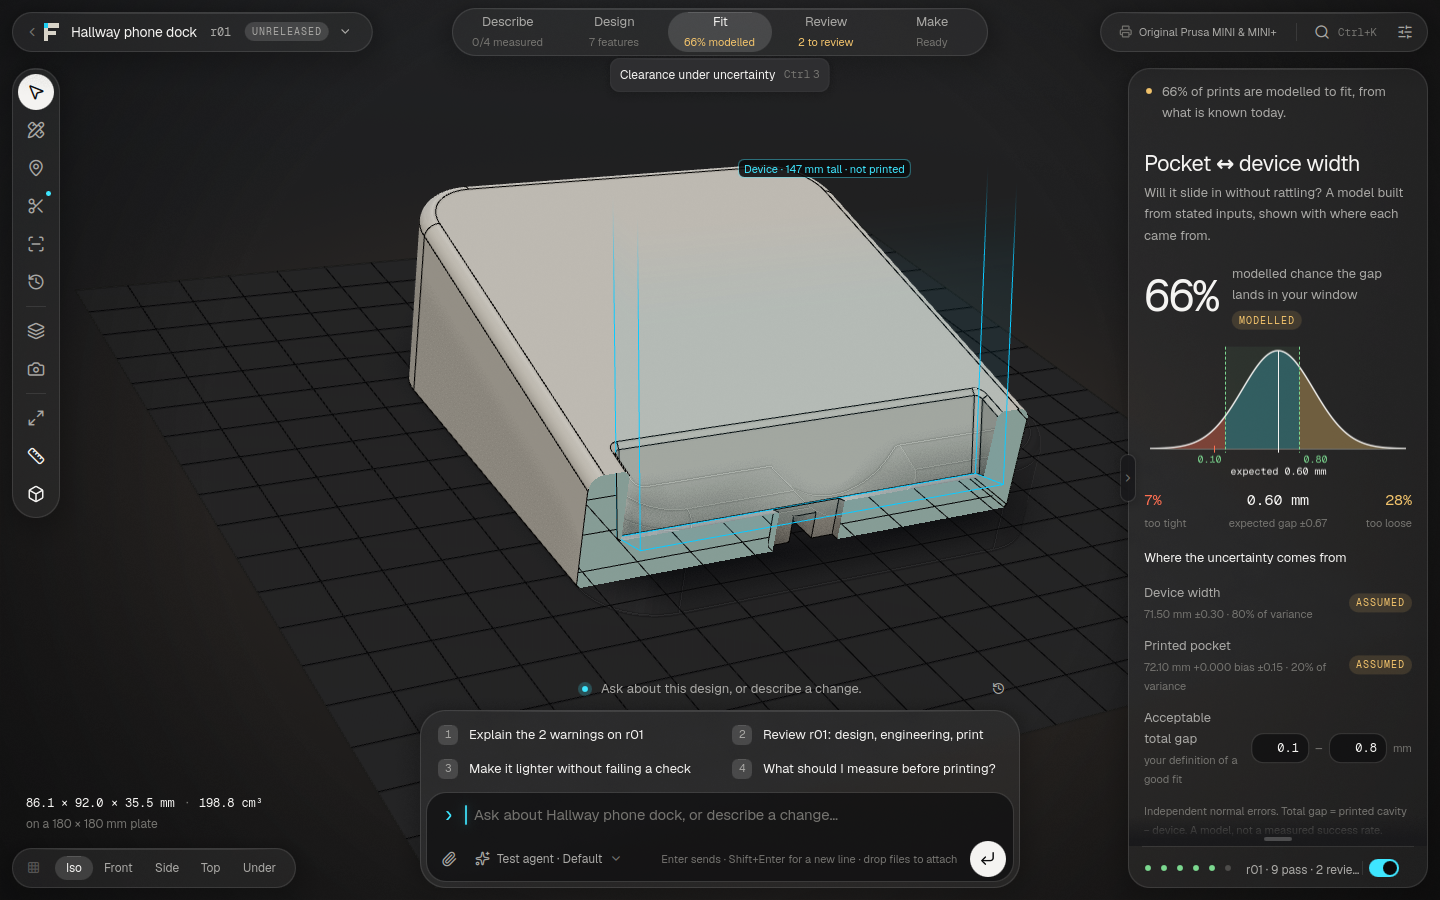 Hallway phone dock r01 UNRELEASED
Describe
0/4 measured
Design
7 features
Fit
66% modelled
Review
2 to review
Make
Ready
Original Prusa MINI & MINI+
Ctrl+K
Clearance under uncertainty Ctrl 3
Device · 147 mm tall · not printed
66% of prints are modelled to fit, from
what is known today.
Pocket ↔ device width
Will it slide in without rattling? A model built
from stated inputs, shown with where each
came from.
66%
modelled chance the gap
lands in your window
MODELLED
0.10
0.80
expected 0.60 mm
7%
too tight
0.60 mm
expected gap ±0.67
28%
too loose
Where the uncertainty comes from
Device width
71.50 mm ±0.30 · 80% of variance
ASSUMED
Printed pocket
72.10 mm +0.000 bias ±0.15 · 20% of
variance
ASSUMED
Acceptable
total gap
your definition of a
good fit
0.1 – 0.8 mm
Independent normal errors. Total gap = printed cavity
– device. A model, not a measured success rate.
r01 · 9 pass · 2 revie...
Ask about this design, or describe a change.
1 Explain the 2 warnings on r01
2 Review r01: design, engineering, print
3 Make it lighter without failing a check
4 What should I measure before printing?
Ask about Hallway phone dock, or describe a change...
Test agent · Default
Enter sends · Shift+Enter for a new line · drop files to attach
86.1 × 92.0 × 35.5 mm · 198.8 cm³
on a 180 × 180 mm plate
Iso Front Side Top Under